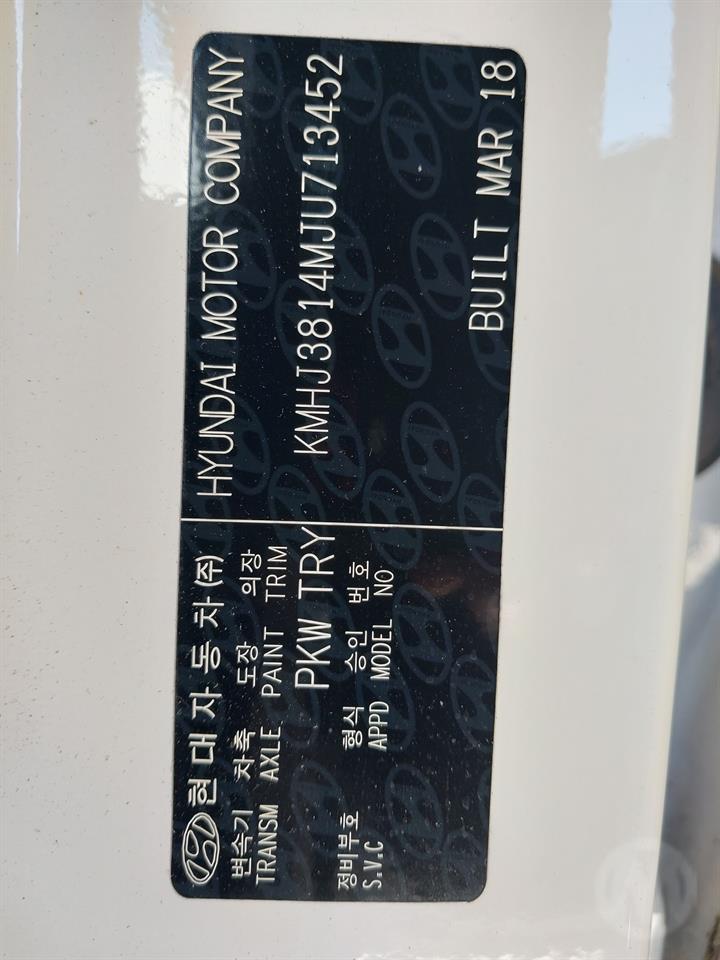 현대자동차(주) HYUNDAI MOTOR COMPANY
변속기 차축 도장 의장
TRANSM AXLE PAINT TRIM
PKW TRY KMHJ3814MJU713452
정비부호 형식 승인 번호
S.V.C APPD MODEL NO
BUILT MAR 18